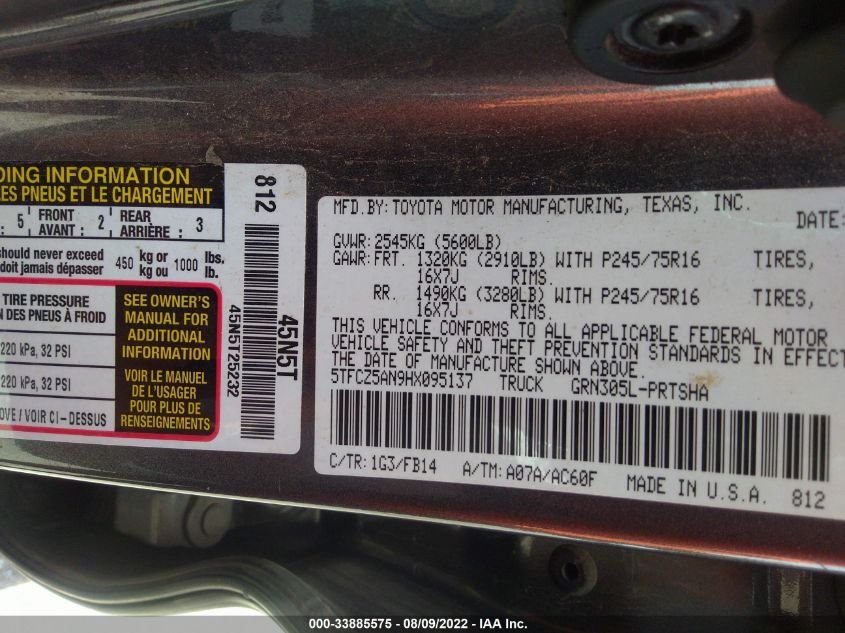 DING INFORMATION
LES PNEUS ET LE CHARGEMENT
: 5 FRONT AVANT : 2 REAR ARRIÈRE : 3
should never exceed 450 kg or 1000 lbs.
doit jamais dépasser kg ou lb.
TIRE PRESSURE
DES PNEUS À FROID
220 kPa, 32 PSI
220 kPa, 32 PSI
OVE / VOIR CI-DESSUS
SEE OWNER'S
MANUAL FOR
ADDITIONAL
INFORMATION
VOIR LE MANUEL
DE L'USAGER
POUR PLUS DE
RENSEIGNEMENTS
812
45N5T25232
45N5T
MFD.BY: TOYOTA MOTOR MANUFACTURING, TEXAS, INC. DATE:
GVWR: 2545KG (5600LB)
GAWR: FRT. 1320KG (2910LB) WITH P245/75R16 TIRES,
16X7J RIMS.
RR. 1490KG (3280LB) WITH P245/75R16 TIRES,
16X7J RIMS.
THIS VEHICLE CONFORMS TO ALL APPLICABLE FEDERAL MOTOR
VEHICLE SAFETY AND THEFT PREVENTION STANDARDS IN EFFECT
THE DATE OF MANUFACTURE SHOWN ABOVE.
5TFCZ5AN9HX095137 TRUCK GRN305L-PRTSHA
C/TR: 1G3/FB14 A/TM: A07A/AC60F MADE IN U.S.A. 812
000-33885575 - 08/09/2022 - IAA Inc.